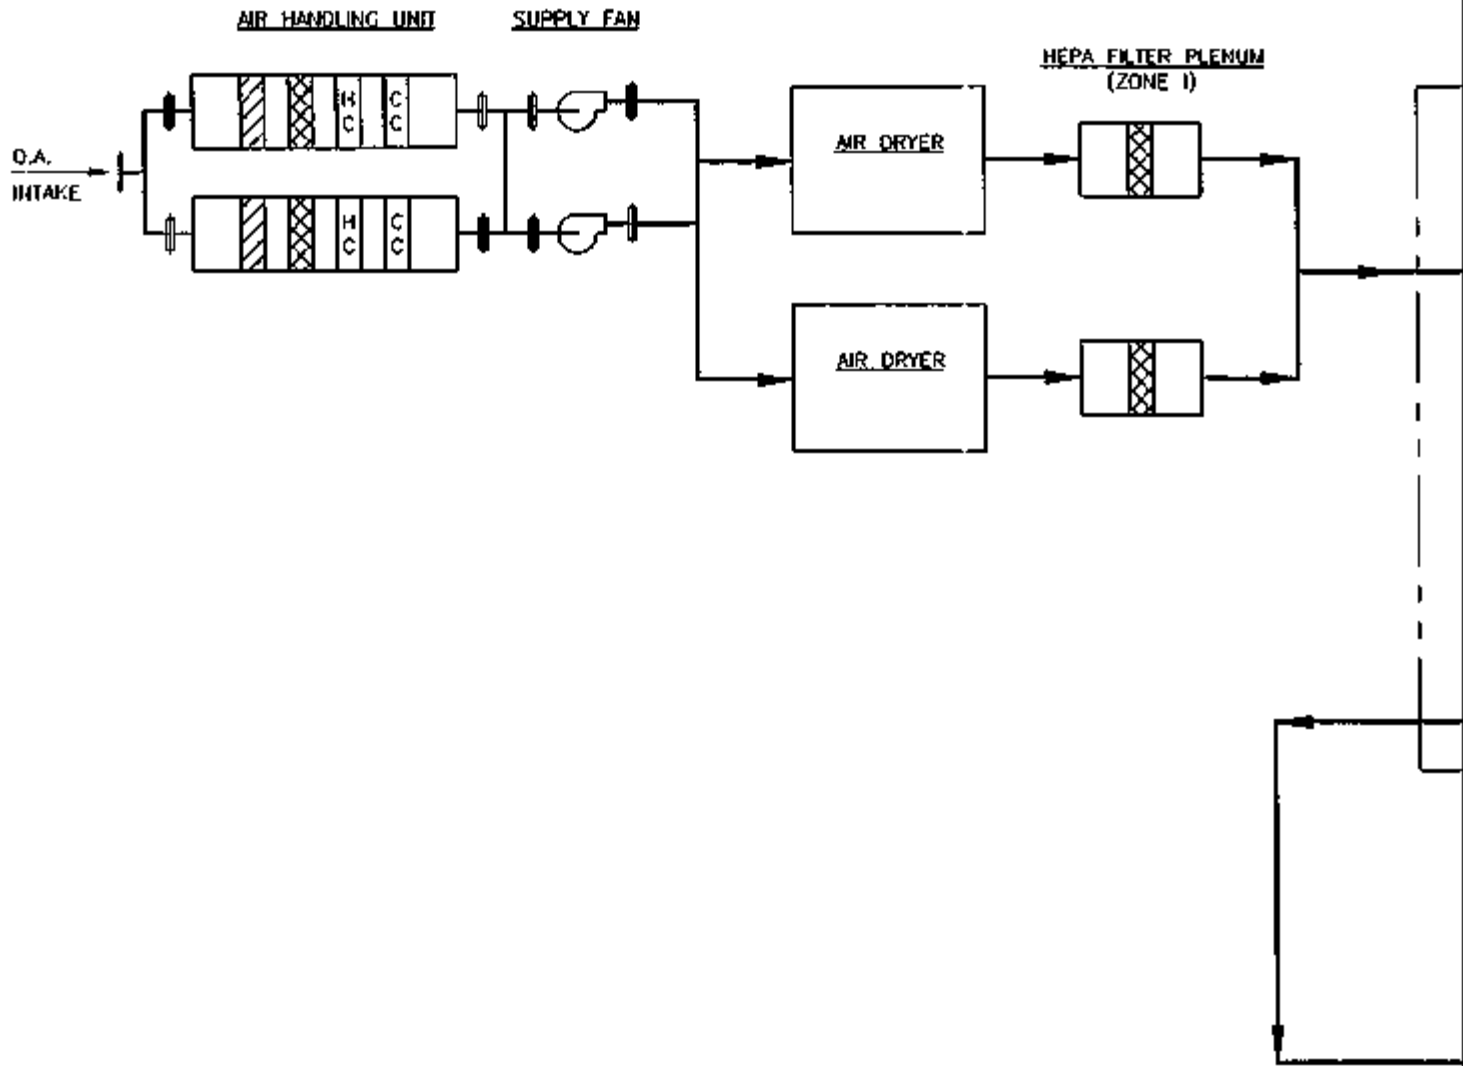 AIR HANDLING UNIT
SUPPLY FAN
HEPA FILTER PLENUM
(ZONE I)
H
C
C
C
AIR DRYER
O.A.
INTAKE
H
C
C
C
AIR DRYER